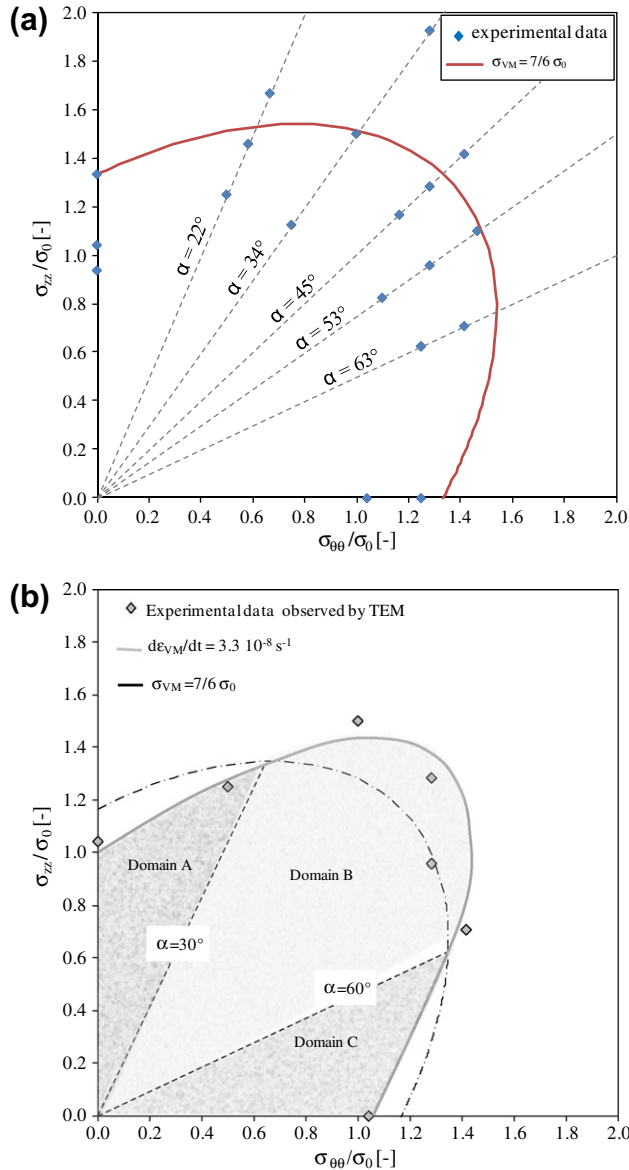 (a)
experimental data
σVM = 7/6 σ0
2.0
1.8
1.6
1.4
1.2
1.0
0.8
0.6
0.4
0.2
0.0
σzz/σ0 [-]
α = 22°
α = 34°
α = 45°
α = 53°
α = 63°
0.0 0.2 0.4 0.6 0.8 1.0 1.2 1.4 1.6 1.8 2.0
σθθ/σ0 [-]
(b)
Experimental data observed by TEM
dεVM/dt = 3.3 10-8 s-1
σVM =7/6 σ0
2.0
1.8
1.6
1.4
1.2
1.0
0.8
0.6
0.4
0.2
0.0
σzz/σ0 [-]
Domain A
Domain B
α=30°
α=60°
Domain C
0.0 0.2 0.4 0.6 0.8 1.0 1.2 1.4 1.6 1.8 2.0
σθθ/σ0 [-]